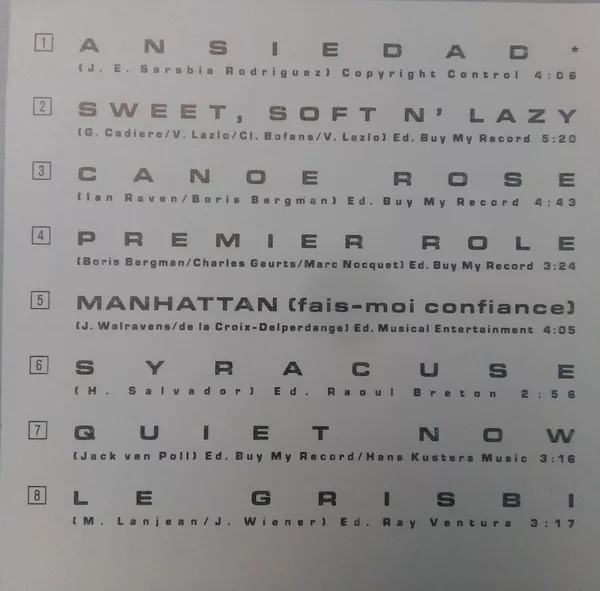 1 ANSIEDAD *
(J. E. Sarabia Rodriguez) Copyright Control 4:06
2 SWEET, SOFT N' LAZY
(G. Cadiere/V. Lazlo/Cl. Bofane/V. Lazlo) Ed. Buy My Record 5:20
3 CANOE ROSE
(Ian Raven/Boris Bergman) Ed. Buy My Record 4:43
4 PREMIER ROLE
(Boris Bergman/Charles Geurts/Marc Nocquet) Ed. Buy My Record 3:24
5 MANHATTAN (fais-moi confiance)
(J. Walravens/de la Croix-Delperdange) Ed. Musical Entertainment 4:05
6 SYRACUSE
(H. Salvador) Ed. Raoul Breton 2:56
7 QUIET NOW
(Jack van Poll) Ed. Buy My Record/Hans Kusters Music 3:16
8 LE GRISBI
(M. Lanjean/J. Wiener) Ed. Ray Ventura 3:17